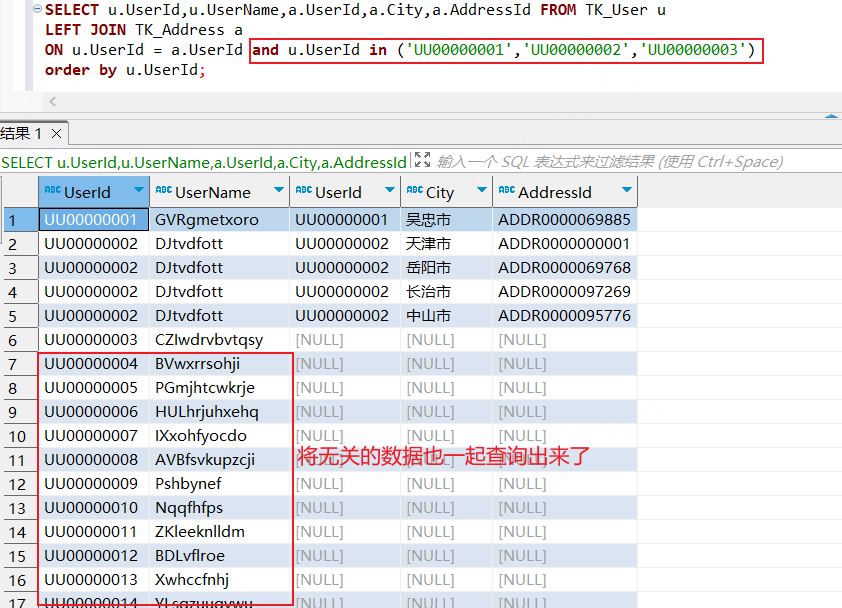 SELECT u.UserId,u.UserName,a.UserId,a.City,a.AddressId FROM TK_User u
LEFT JOIN TK_Address a
ON u.UserId = a.UserId and u.UserId in ('UU00000001','UU00000002','UU00000003')
order by u.UserId;
结果 1 ×
SELECT u.UserId,u.UserName,a.UserId,a.City,a.AddressId 输入一个 SQL 表达式来过滤结果 (使用 Ctrl+Space)
ABC UserId ABC UserName ABC UserId ABC City ABC AddressId
1 UU00000001 GVRgmetxoro UU00000001 吴忠市 ADDR0000069885
2 UU00000002 DJtvdfott UU00000002 天津市 ADDR0000000001
3 UU00000002 DJtvdfott UU00000002 岳阳市 ADDR0000069768
4 UU00000002 DJtvdfott UU00000002 长治市 ADDR0000097269
5 UU00000002 DJtvdfott UU00000002 中山市 ADDR0000095776
6 UU00000003 CZIwdrvbvtqsy [NULL] [NULL] [NULL]
7 UU00000004 BVwxrrsohji [NULL] [NULL] [NULL]
8 UU00000005 PGmjhtcwkrje [NULL] [NULL] [NULL]
9 UU00000006 HULhrjuhxehq [NULL] [NULL] [NULL]
10 UU00000007 IXxohfyocdo [NULL] [NULL] [NULL]
11 UU00000008 AVBfsvkupzcji [NULL] [NULL] [NULL]
将无关的数据也一起查询出来了
12 UU00000009 Pshbynef [NULL] [NULL] [NULL]
13 UU00000010 Nqqfhfps [NULL] [NULL] [NULL]
14 UU00000011 ZKleeknlldm [NULL] [NULL] [NULL]
15 UU00000012 BDLvflroe [NULL] [NULL] [NULL]
16 UU00000013 Xwhccfnhj [NULL] [NULL] [NULL]
17 UU00000014 [NULL] [NULL] [NULL]